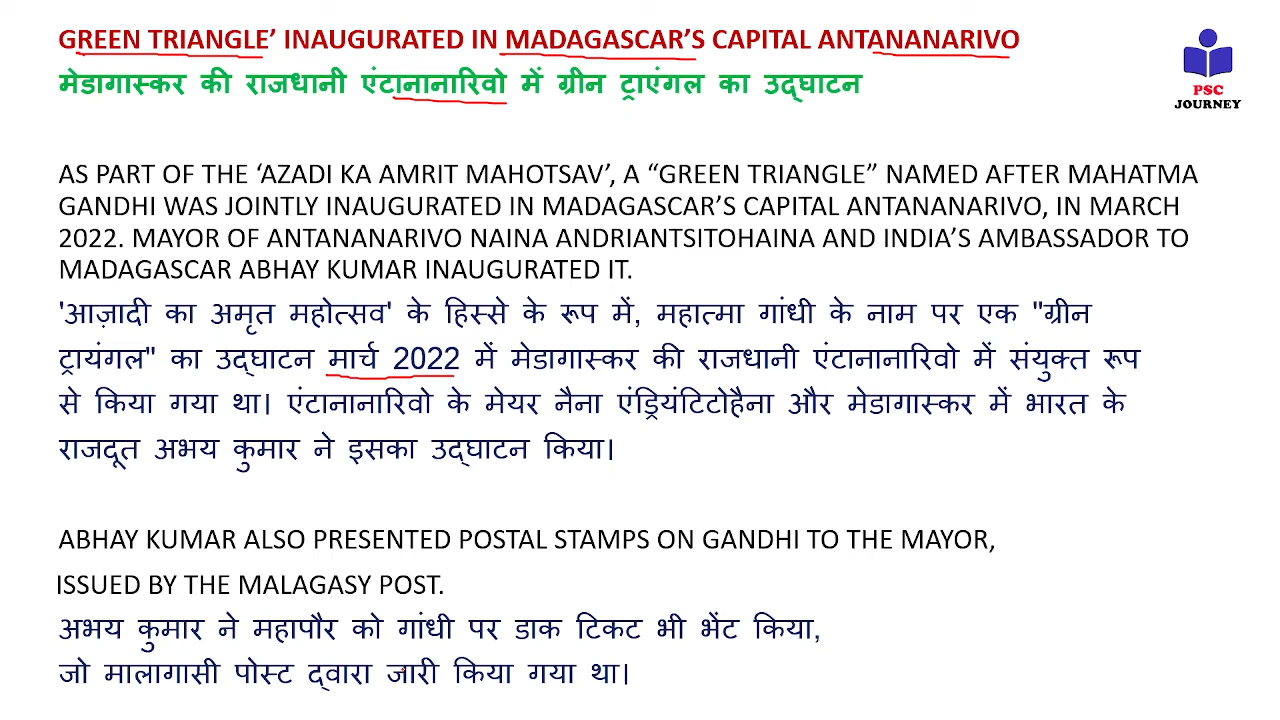 GREEN TRIANGLE’ INAUGURATED IN MADAGASCAR’S CAPITAL ANTANANARIVO
मेडागास्कर की राजधानी एंटानानारिवो में ग्रीन ट्राएंगल का उद्घाटन
PSC
JOURNEY
AS PART OF THE ‘AZADI KA AMRIT MAHOTSAV’, A “GREEN TRIANGLE” NAMED AFTER MAHATMA
GANDHI WAS JOINTLY INAUGURATED IN MADAGASCAR’S CAPITAL ANTANANARIVO, IN MARCH
2022. MAYOR OF ANTANANARIVO NAINA ANDRIANTSITOHAINA AND INDIA’S AMBASSADOR TO
MADAGASCAR ABHAY KUMAR INAUGURATED IT.
'आज़ादी का अमृत महोत्सव' के हिस्से के रूप में, महात्मा गांधी के नाम पर एक "ग्रीन
ट्रायंगल" का उद्घाटन मार्च 2022 में मेडागास्कर की राजधानी एंटानानारिवो में संयुक्त रूप
से किया गया था। एंटानानारिवो के मेयर नैना एंड्रियंटिटोहैना और मेडागास्कर में भारत के
राजदूत अभय कुमार ने इसका उद्घाटन किया।
ABHAY KUMAR ALSO PRESENTED POSTAL STAMPS ON GANDHI TO THE MAYOR,
ISSUED BY THE MALAGASY POST.
अभय कुमार ने महापौर को गांधी पर डाक टिकट भी भेंट किया,
जो मालागासी पोस्ट द्वारा जारी किया गया था।